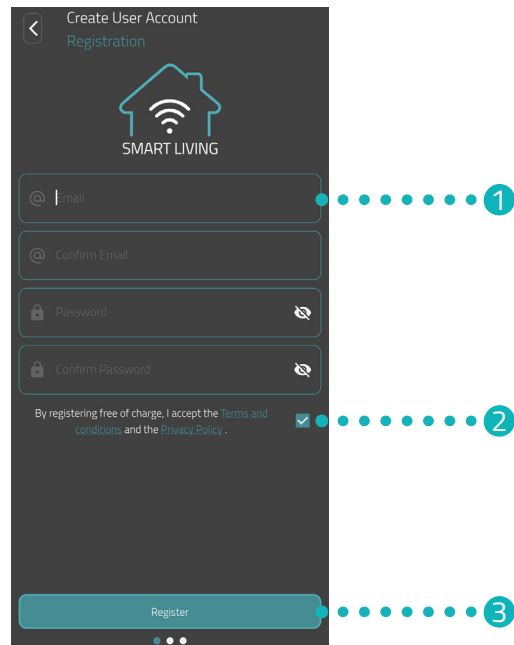 Create User Account
Registration
SMART LIVING
Email
1
Confirm Email
Password
Confirm Password
By registering free of charge, I accept the Terms and
conditions and the Privacy Policy .
2
Register
3